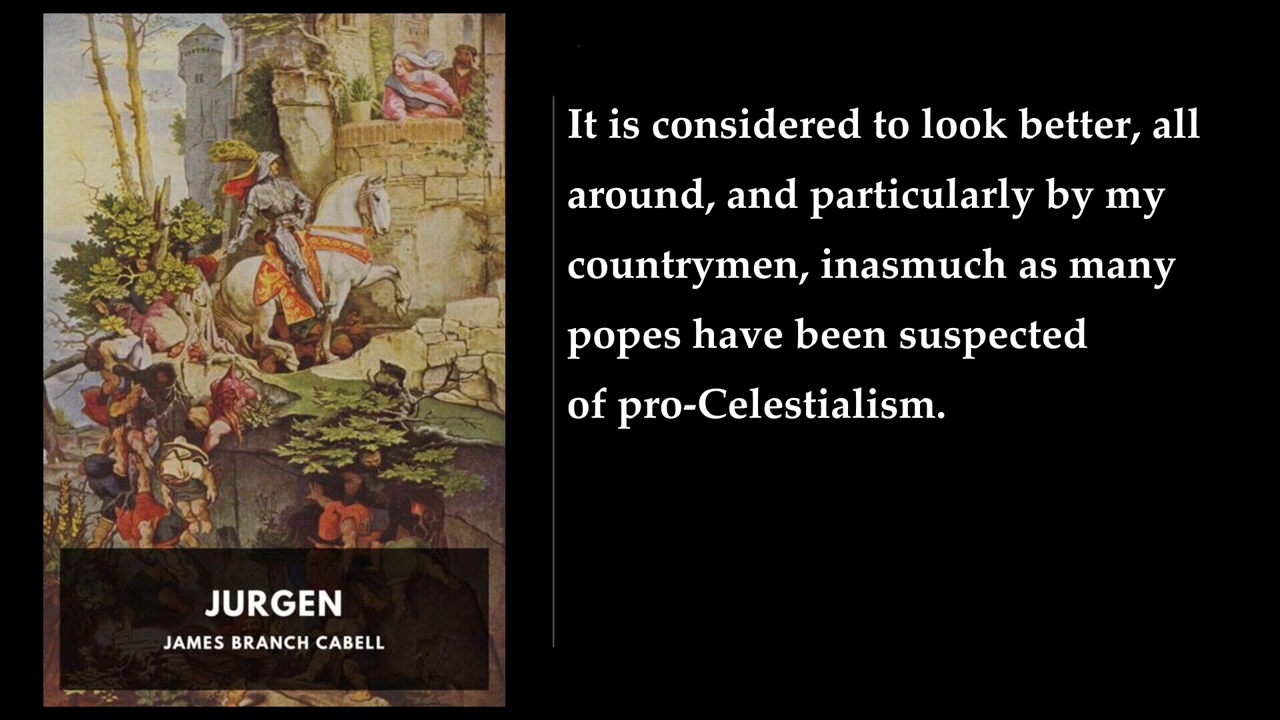 It is considered to look better, all
around, and particularly by my
countrymen, inasmuch as many
popes have been suspected
of pro-Celestialism.
JURGEN
JAMES BRANCH CABELL